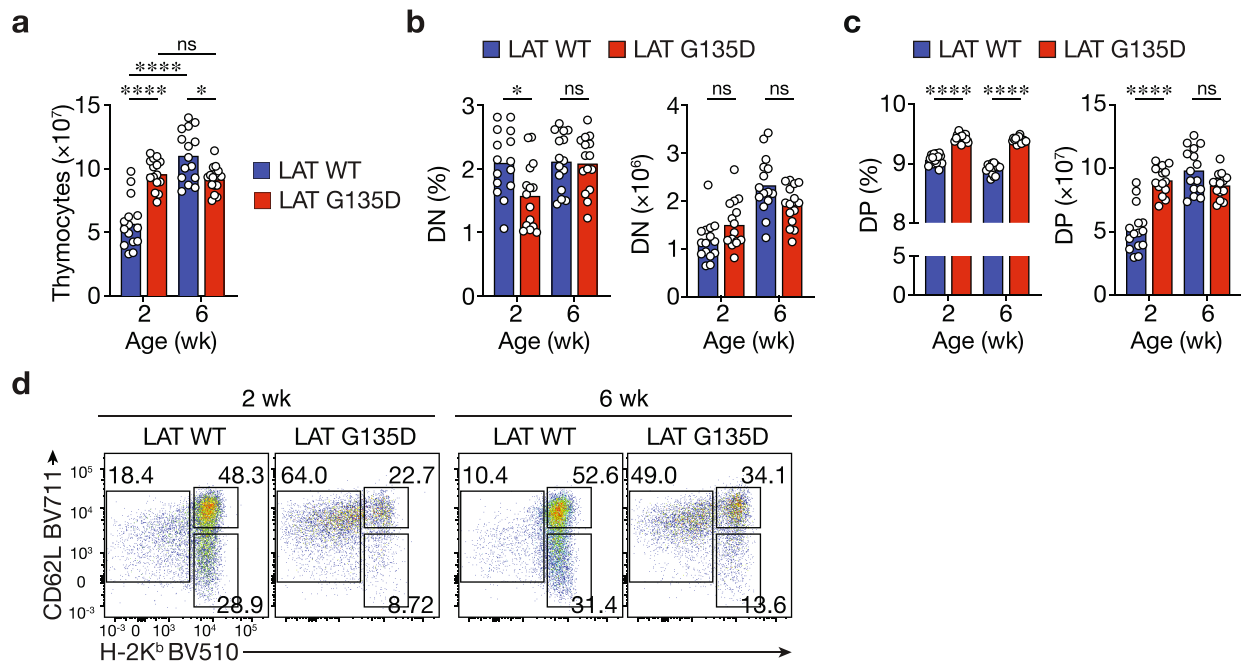 a
ns
****
**** *
Thymocytes (×10⁷)
15
10
5
0
2 6
Age (wk)
LAT WT
LAT G135D
b
LAT WT LAT G135D
* ns
DN (%)
3
2
1
0
2 6
Age (wk)
ns ns
DN (×10⁶)
4
3
2
1
0
2 6
Age (wk)
c
LAT WT LAT G135D
**** ****
DP (%)
10
9
8
5
0
2 6
Age (wk)
**** ns
DP (×10⁷)
15
10
5
0
2 6
Age (wk)
d
2 wk 6 wk
LAT WT LAT G135D LAT WT LAT G135D
CD62L BV711
10⁵
10⁴
10³
0
10⁻³
18.4 48.3 64.0 22.7 10.4 52.6 49.0 34.1
28.9 8.72 31.4 13.6
10⁻³ 0 10³ 10⁴ 10⁵
H-2Kᵇ BV510